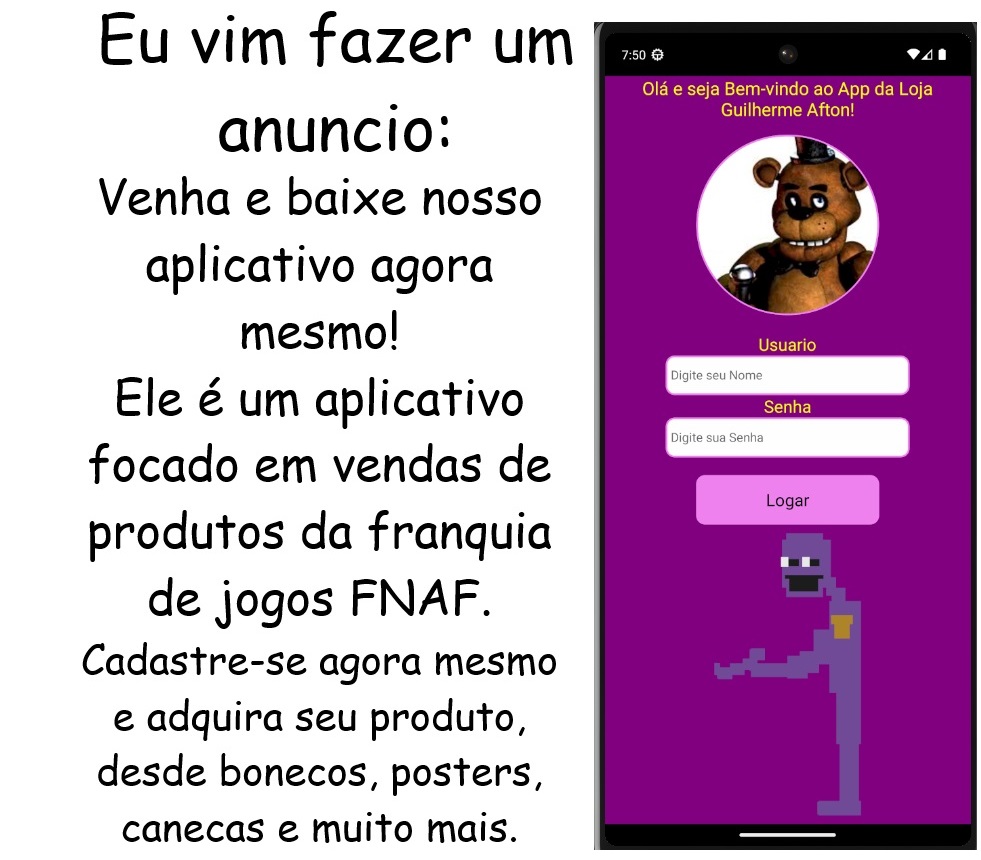 Eu vim fazer um
anuncio:
Venha e baixe nosso
aplicativo agora
mesmo!
Ele é um aplicativo
focado em vendas de
produtos da franquia
de jogos FNAF.
Cadastre-se agora mesmo
e adquira seu produto,
desde bonecos, posters,
canecas e muito mais.
7:50
Olá e seja Bem-vindo ao App da Loja
Guilherme Afton!
Usuario
Digite seu Nome
Senha
Digite sua Senha
Logar